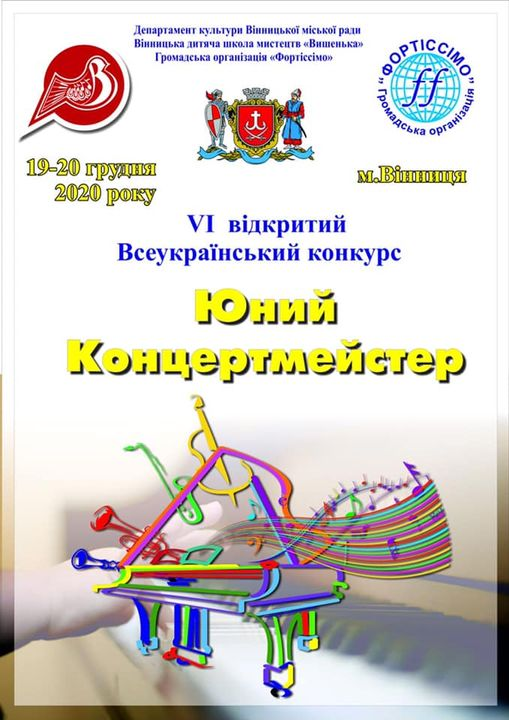 Департамент культури Вінницької міської ради
Вінницька дитяча школа мистецтв «Вишенька»
Громадська організація «Фортіссімо»
"ФОРТІССІМО"
ff
Громадська організація
19-20 грудня
2020 року
м.Вінниця
VI відкритий
Всеукраїнський конкурс
Юний
Концертмейстер